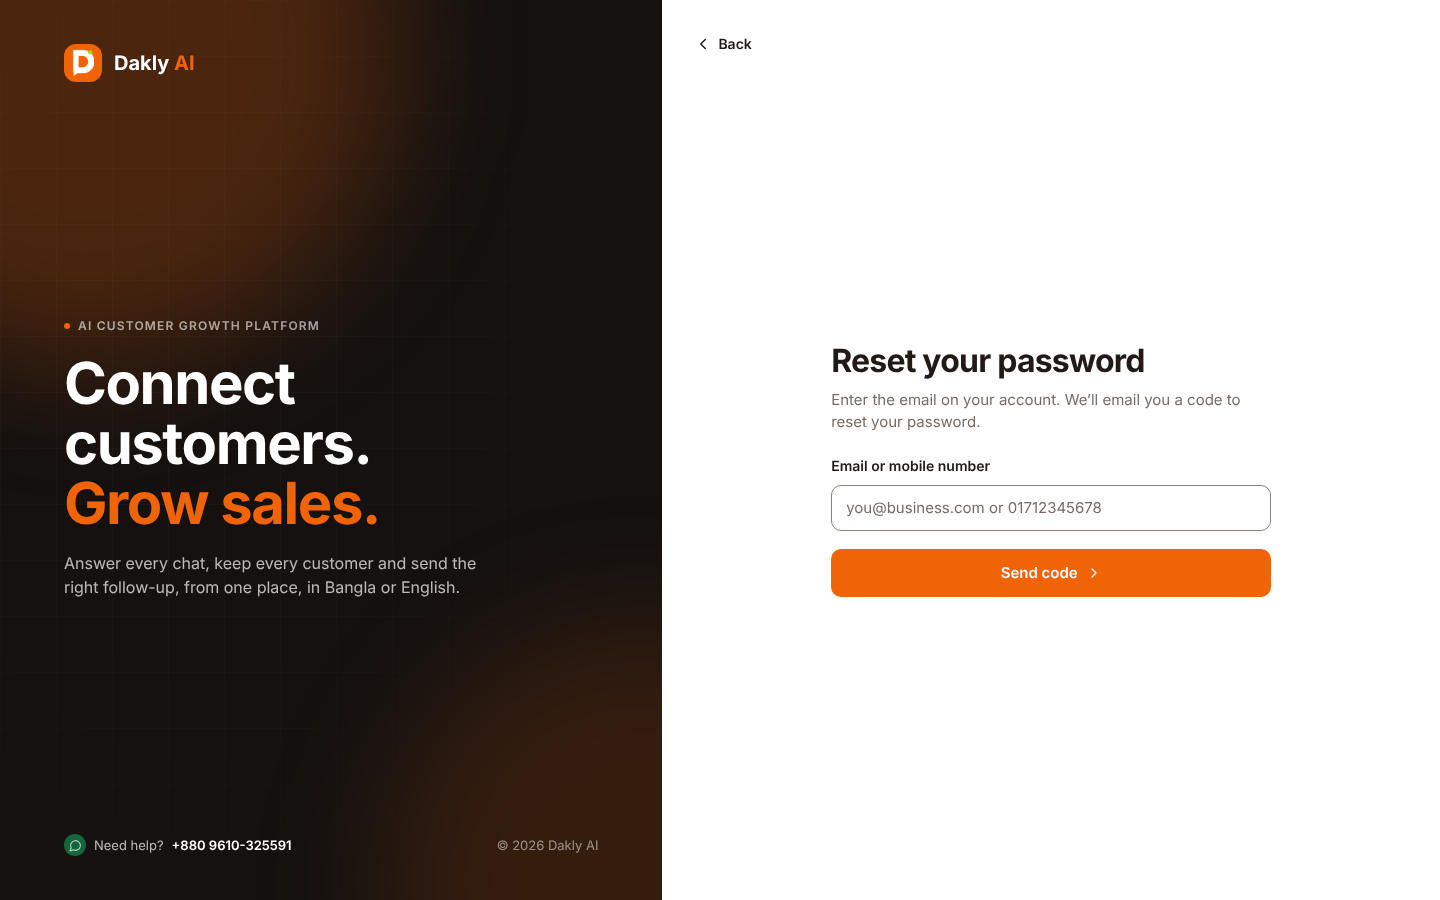 Dakly AI
AI CUSTOMER GROWTH PLATFORM
Connect
customers.
Grow sales.
Answer every chat, keep every customer and send the
right follow-up, from one place, in Bangla or English.
Need help? +880 9610-325591
© 2026 Dakly AI
Back
Reset your password
Enter the email on your account. We’ll email you a code to
reset your password.
Email or mobile number
you@business.com or 01712345678
Send code